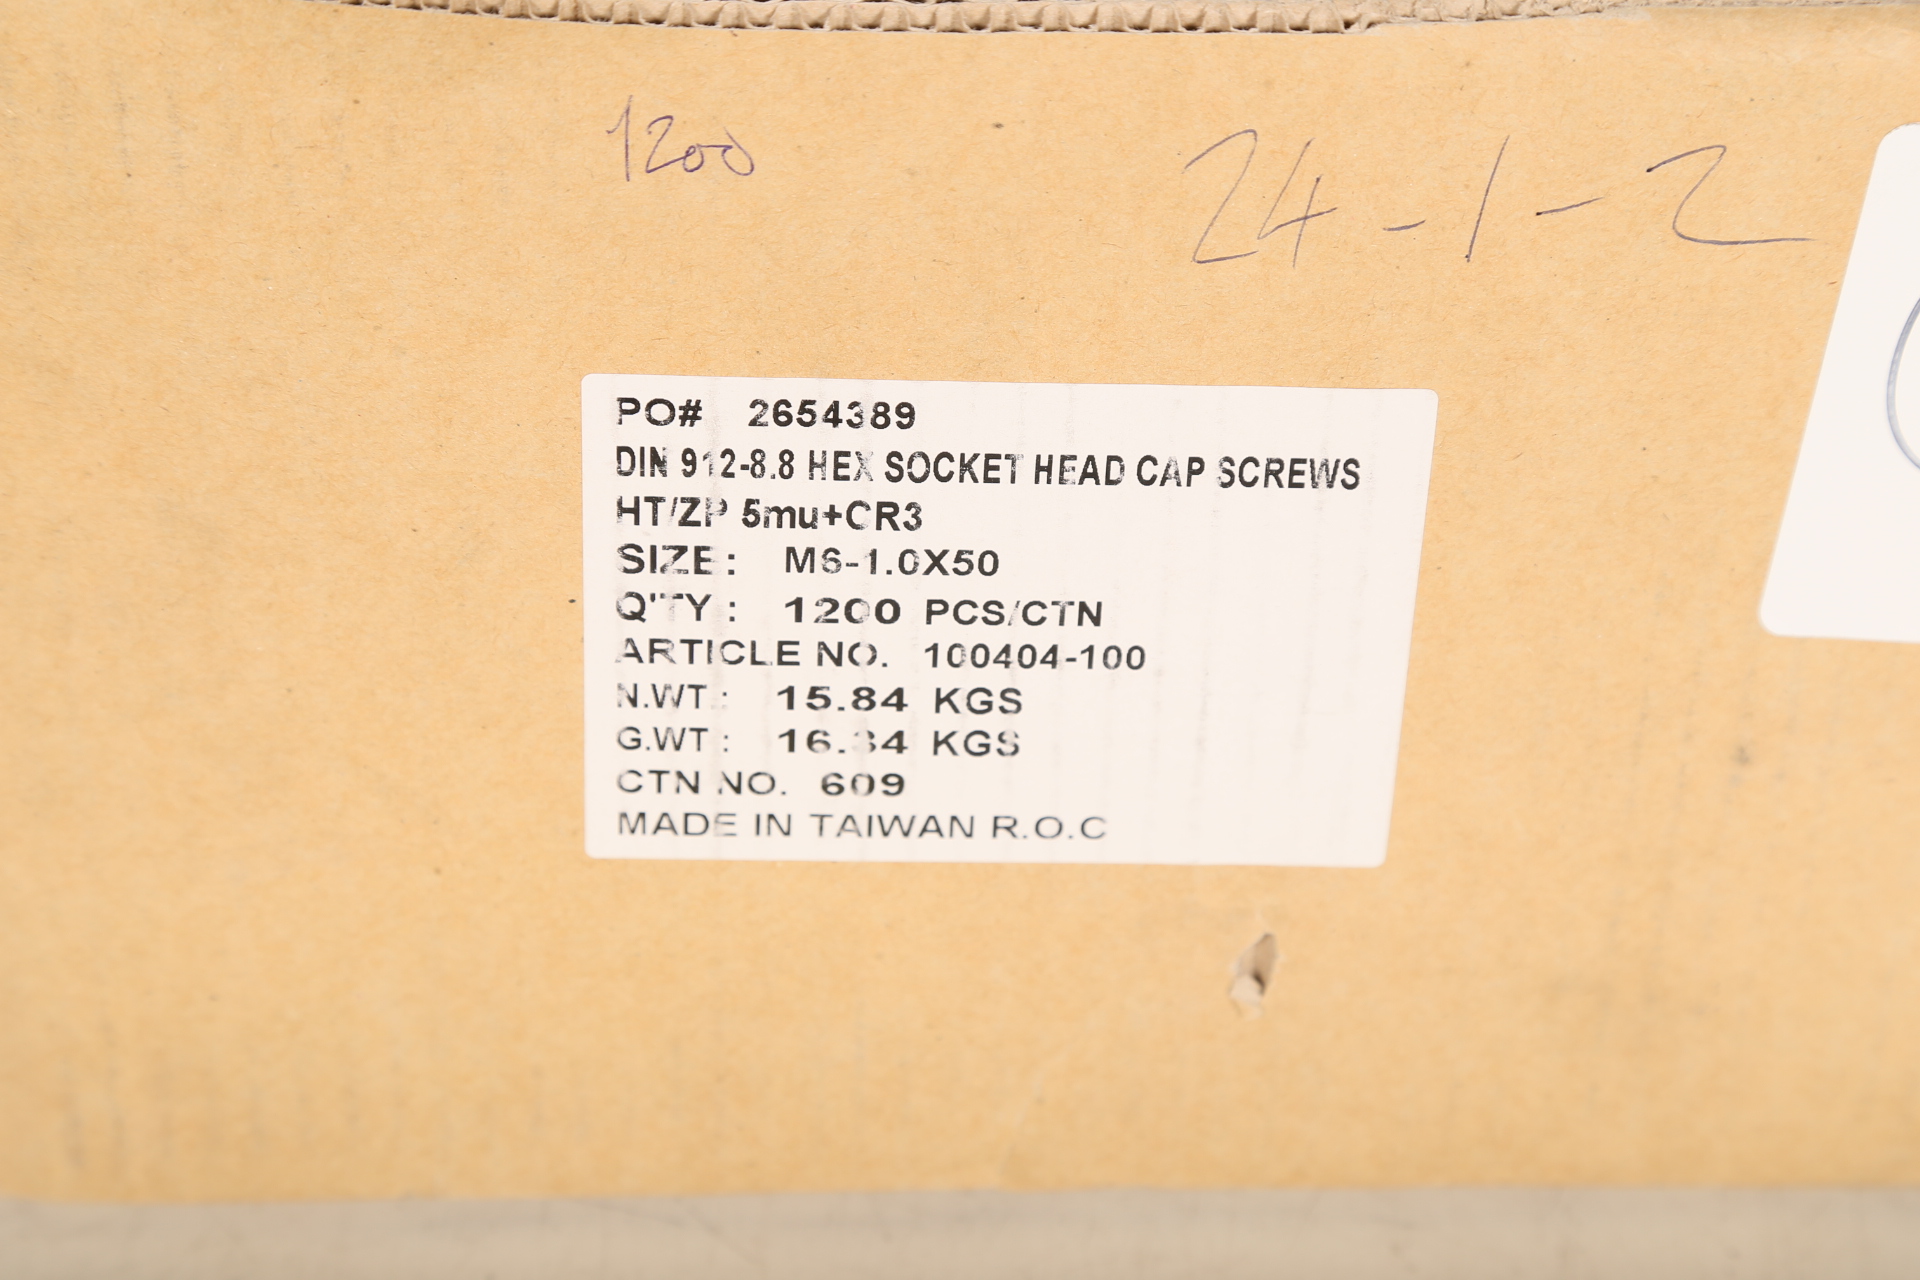 1200
24-1-2
PO# 2654389
DIN 912-8.8 HEX SOCKET HEAD CAP SCREWS
HT/ZP 5mu+CR3
SIZE: M6-1.0X50
Q'TY: 1200 PCS/CTN
ARTICLE NO. 100404-100
N.WT: 15.84 KGS
G.WT: 16.34 KGS
CTN NO. 609
MADE IN TAIWAN R.O.C